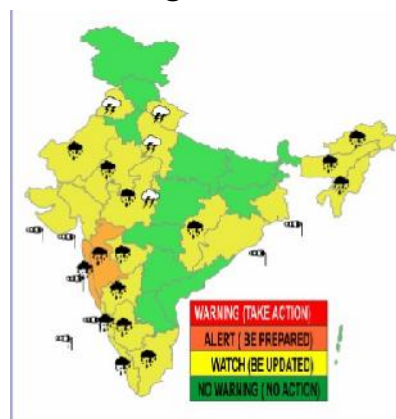 WARNING (TAKE ACTION)
ALERT ( BE PREPARED)
WATCH (BE UPDATED)
NO WARNING ( NO ACTION)